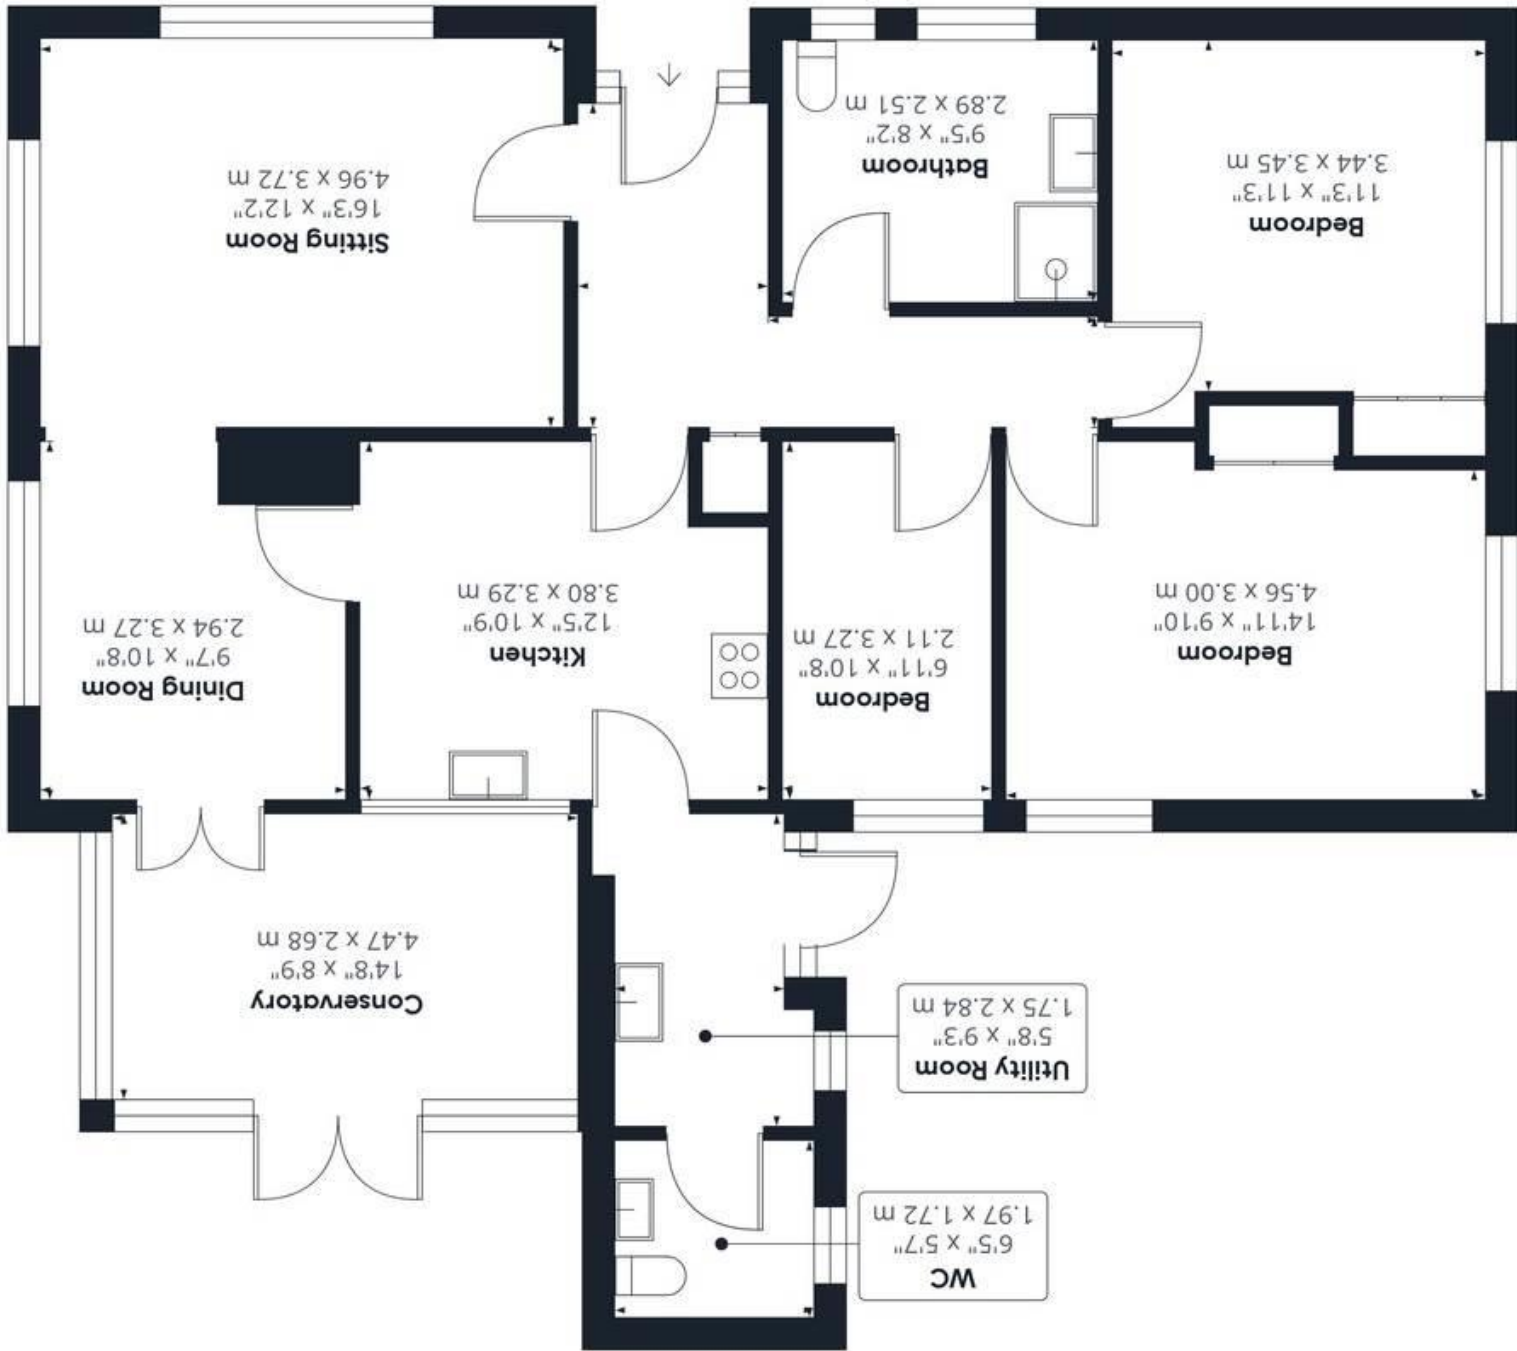 WC
6'5" x 5'7"
1.97 x 1.72 m
Utility Room
5'8" x 9'3"
1.75 x 2.84 m
Conservatory
14'8" x 8'9"
4.47 x 2.68 m
Bedroom
14'11" x 9'10"
4.56 x 3.00 m
Bedroom
6'11" x 10'8"
2.11 x 3.27 m
Kitchen
12'5" x 10'9"
3.80 x 3.29 m
Dining Room
9'7" x 10'8"
2.94 x 3.27 m
Bedroom
11'3" x 11'3"
3.44 x 3.45 m
Bathroom
9'5" x 8'2"
2.89 x 2.51 m
Sitting Room
16'3" x 12'2"
4.96 x 3.72 m